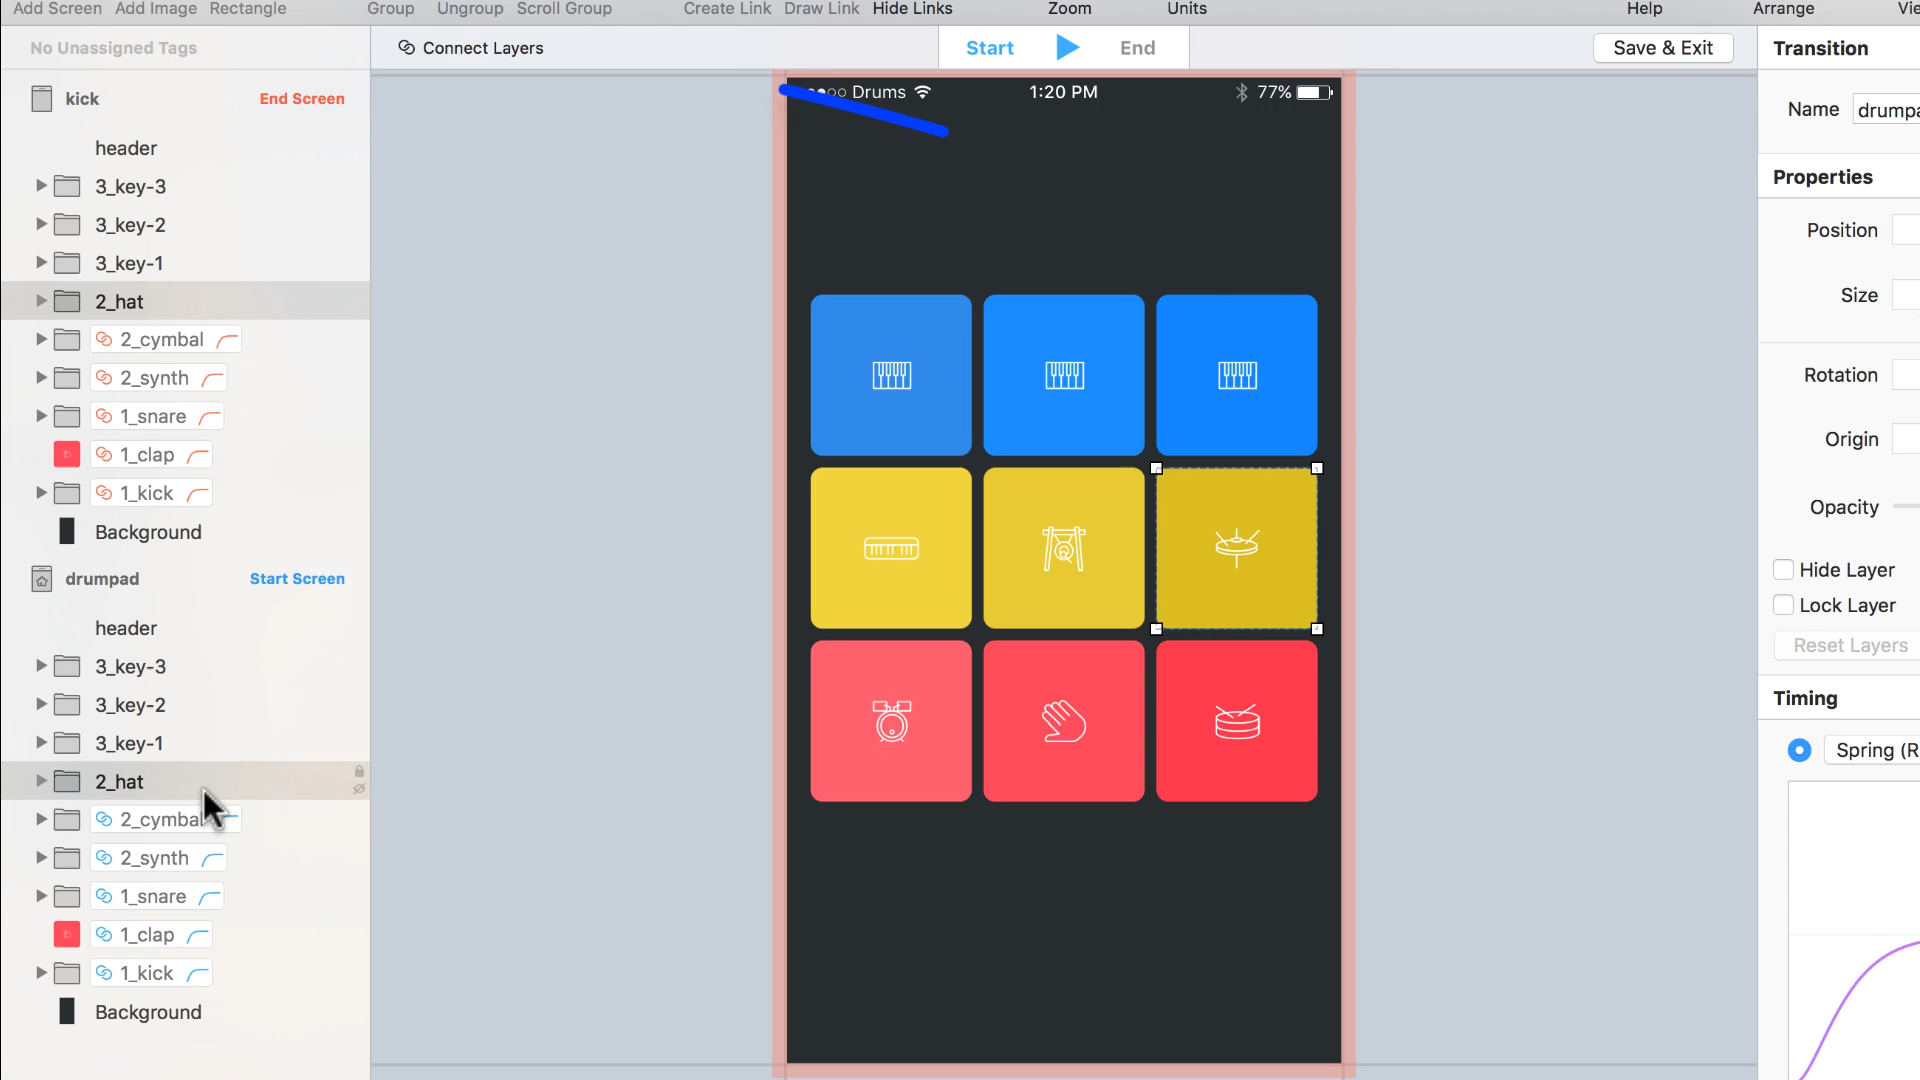 Add Screen Add Image Rectangle Group Ungroup Scroll Group Create Link Draw Link Hide Links Zoom Units Help Arrange
No Unassigned Tags
Connect Layers
Start End
Save & Exit
kick End Screen
header
3_key-3
3_key-2
3_key-1
2_hat
2_cymbal
2_synth
1_snare
1_clap
1_kick
Background
drumpad Start Screen
header
3_key-3
3_key-2
3_key-1
2_hat
2_cymba
2_synth
1_snare
1_clap
1_kick
Background
Drums 1:20 PM 77%
Transition
Name drumpa
Properties
Position
Size
Rotation
Origin
Opacity
Hide Layer
Lock Layer
Reset Layers
Timing
Spring (R